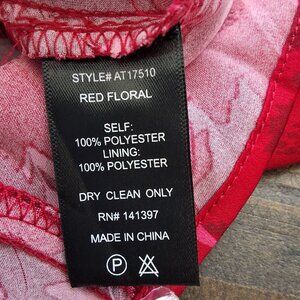 STYLE# AT17510
RED FLORAL
SELF:
100% POLYESTER
LINING:
100% POLYESTER
DRY CLEAN ONLY
RN# 141397
MADE IN CHINA
P